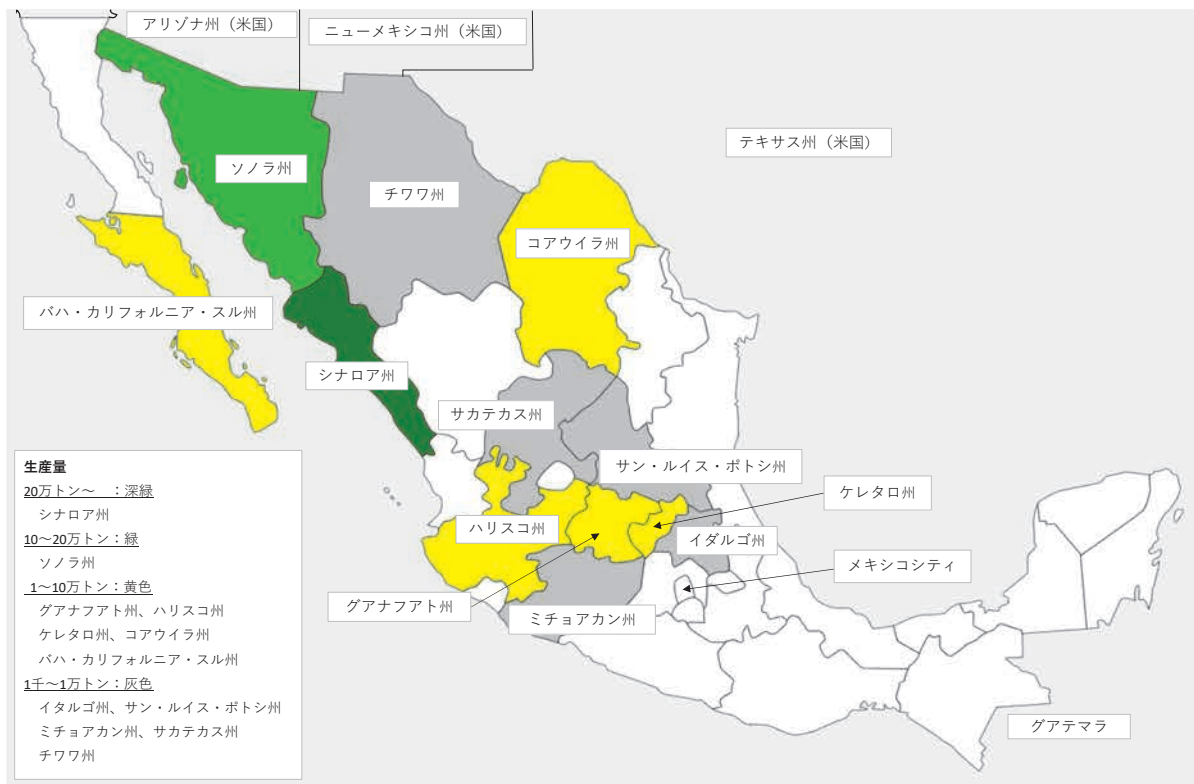 アリゾナ州（米国）
ニューメキシコ州（米国）
テキサス州（米国）
ソノラ州
チワワ州
コアウイラ州
バハ・カリフォルニア・スル州
シナロア州
サカテカス州
サン・ルイス・ポトシ州
ケレタロ州
ハリスコ州
イダルゴ州
メキシコシティ
グアナフアト州
ミチョアカン州
グアテマラ
生産量
20万トン～　：深緑
シナロア州
10～20万トン：緑
ソノラ州
1～10万トン：黄色
グアナフアト州、ハリスコ州
ケレタロ州、コアウイラ州
バハ・カリフォルニア・スル州
1千～1万トン：灰色
イタルゴ州、サン・ルイス・ポトシ州
ミチョアカン州、サカテカス州
チワワ州